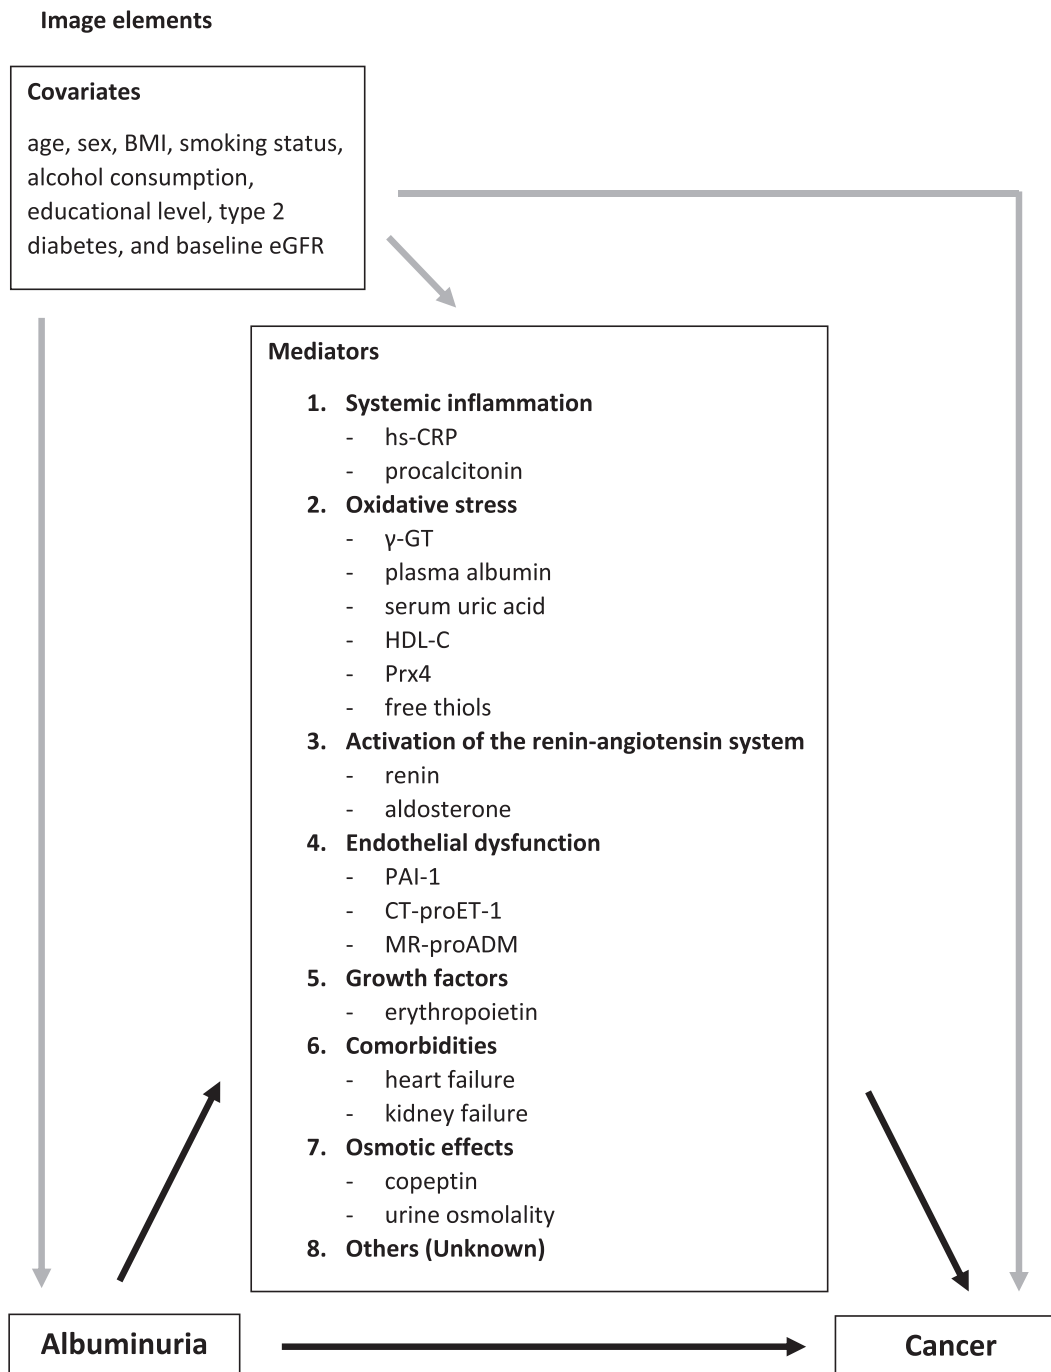 Image elements
Covariates
age, sex, BMI, smoking status,
alcohol consumption,
educational level, type 2
diabetes, and baseline eGFR
Mediators
1. Systemic inflammation
- hs-CRP
- procalcitonin
2. Oxidative stress
- γ-GT
- plasma albumin
- serum uric acid
- HDL-C
- Prx4
- free thiols
3. Activation of the renin-angiotensin system
- renin
- aldosterone
4. Endothelial dysfunction
- PAI-1
- CT-proET-1
- MR-proADM
5. Growth factors
- erythropoietin
6. Comorbidities
- heart failure
- kidney failure
7. Osmotic effects
- copeptin
- urine osmolality
8. Others (Unknown)
Albuminuria
Cancer